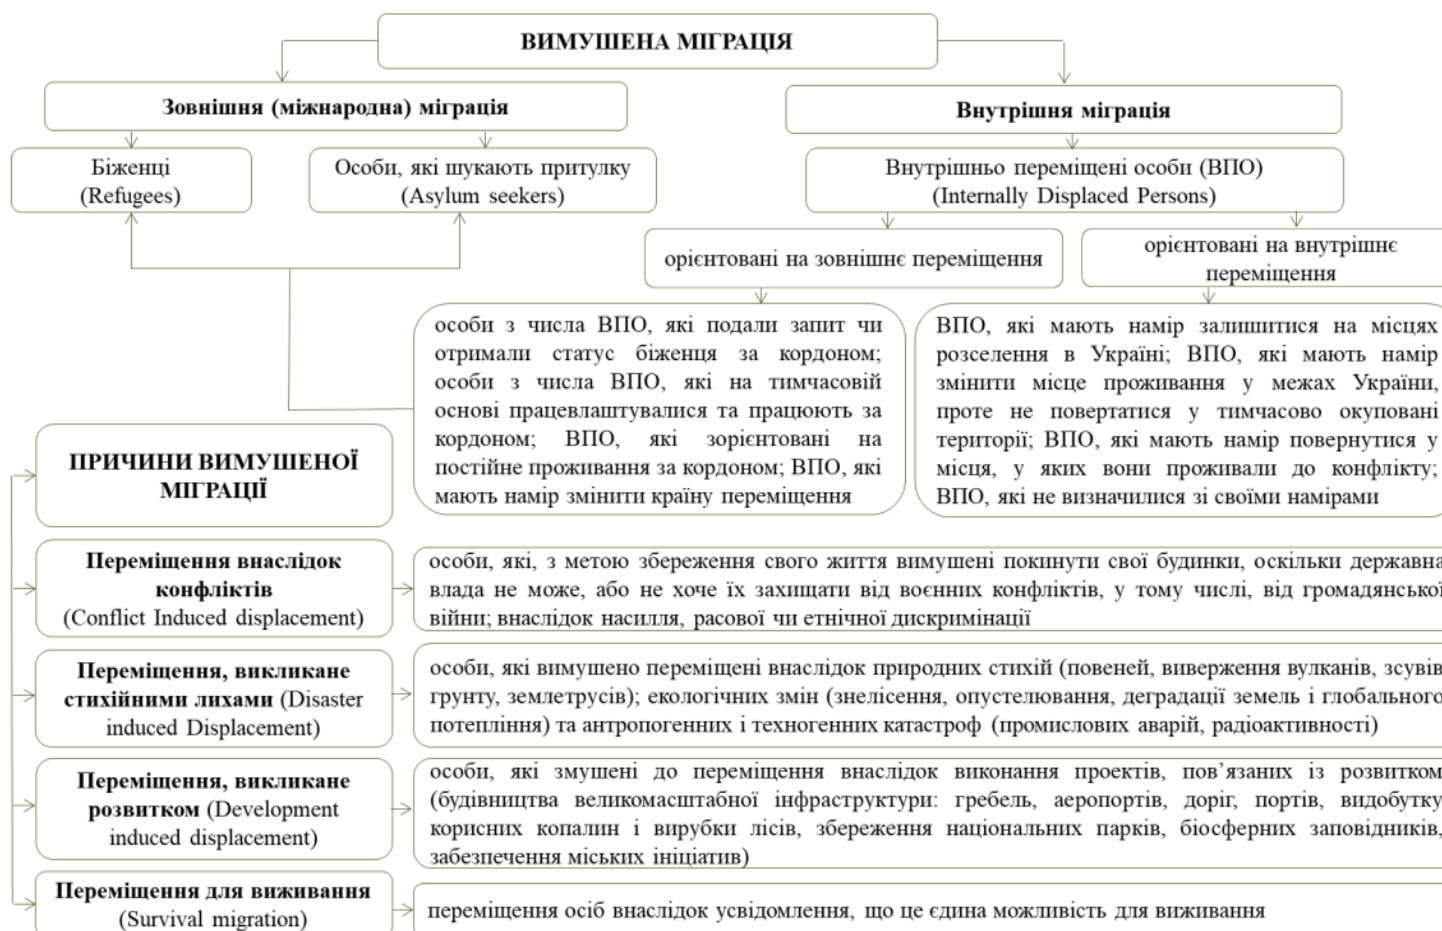 ВИМУШЕНА МІГРАЦІЯ
Зовнішня (міжнародна) міграція
Внутрішня міграція
Біженці
(Refugees)
Особи, які шукають притулку
(Asylum seekers)
Внутрішньо переміщені особи (ВПО)
(Internally Displaced Persons)
орієнтовані на зовнішнє переміщення
орієнтовані на внутрішнє
переміщення
особи з числа ВПО, які подали запит чи
отримали статус біженця за кордоном;
особи з числа ВПО, які на тимчасовій
основі працевлаштувалися та працюють за
кордоном; ВПО, які зорієнтовані на
постійне проживання за кордоном; ВПО, які
мають намір змінити країну переміщення
ВПО, які мають намір залишитися на місцях
розселення в Україні; ВПО, які мають намір
змінити місце проживання у межах України,
проте не повертатися у тимчасово окуповані
території; ВПО, які мають намір повернутися у
місця, у яких вони проживали до конфлікту;
ВПО, які не визначилися зі своїми намірами
ПРИЧИНИ ВИМУШЕНОЇ
МІГРАЦІЇ
Переміщення внаслідок
конфліктів
(Conflict Induced displacement)
особи, які, з метою збереження свого життя вимушені покинути свої будинки, оскільки державна
влада не може, або не хоче їх захищати від воєнних конфліктів, у тому числі, від громадянської
війни; внаслідок насилля, расової чи етнічної дискримінації
Переміщення, викликане
стихійними лихами (Disaster
induced Displacement)
особи, які вимушено переміщені внаслідок природних стихій (повеней, виверження вулканів, зсувів
грунту, землетрусів); екологічних змін (знелісення, опустелювання, деградації земель і глобального
потепління) та антропогенних і техногенних катастроф (промислових аварій, радіоактивності)
Переміщення, викликане
розвитком (Development
induced displacement)
особи, які змушені до переміщення внаслідок виконання проектів, пов’язаних із розвитком
(будівництва великомасштабної інфраструктури: гребель, аеропортів, доріг, портів, видобутку
корисних копалин і вирубки лісів, збереження національних парків, біосферних заповідників,
забезпечення міських ініціатив)
Переміщення для виживання
(Survival migration)
переміщення осіб внаслідок усвідомлення, що це єдина можливість для виживання